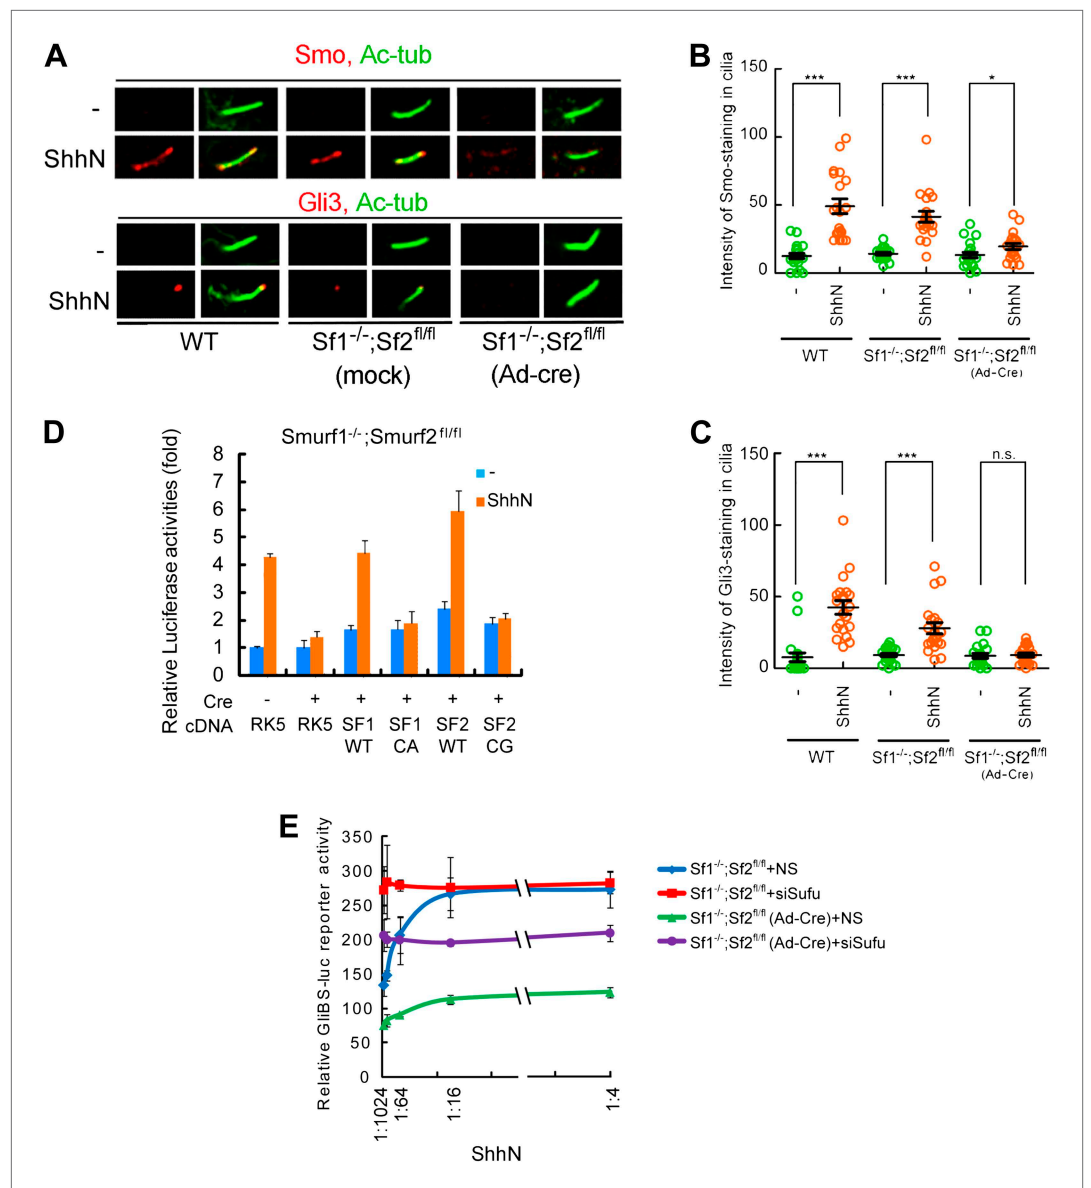 A
Smo, Ac-tub
-
ShhN
Gli3, Ac-tub
-
ShhN
WT
Sf1-/-;Sf2fl/fl
(mock)
Sf1-/-;Sf2fl/fl
(Ad-cre)
B
Intensity of Smo-staining in cilia
150
100
50
0
***
***
*
-
ShhN
-
ShhN
-
ShhN
WT
Sf1-/-;Sf2fl/fl
Sf1-/-;Sf2fl/fl
(Ad-Cre)
C
Intensity of Gli3-staining in cilia
150
100
50
0
***
***
n.s.
-
ShhN
-
ShhN
-
ShhN
WT
Sf1-/-;Sf2fl/fl
Sf1-/-;Sf2fl/fl
(Ad-Cre)
D
Smurf1-/-;Smurf2fl/fl
Relative Luciferase activities (fold)
8
7
6
5
4
3
2
1
0
-
ShhN
Cre - + + + + +
cDNA RK5 RK5 SF1 SF1 SF2 SF2
WT CA WT CG
E
Relative GliBS-luc reporter activity
350
300
250
200
150
100
50
0
1:1024
1:64
1:16
1:4
ShhN
Sf1-/-;Sf2fl/fl+NS
Sf1-/-;Sf2fl/fl+siSufu
Sf1-/-;Sf2fl/fl (Ad-Cre)+NS
Sf1-/-;Sf2fl/fl (Ad-Cre)+siSufu